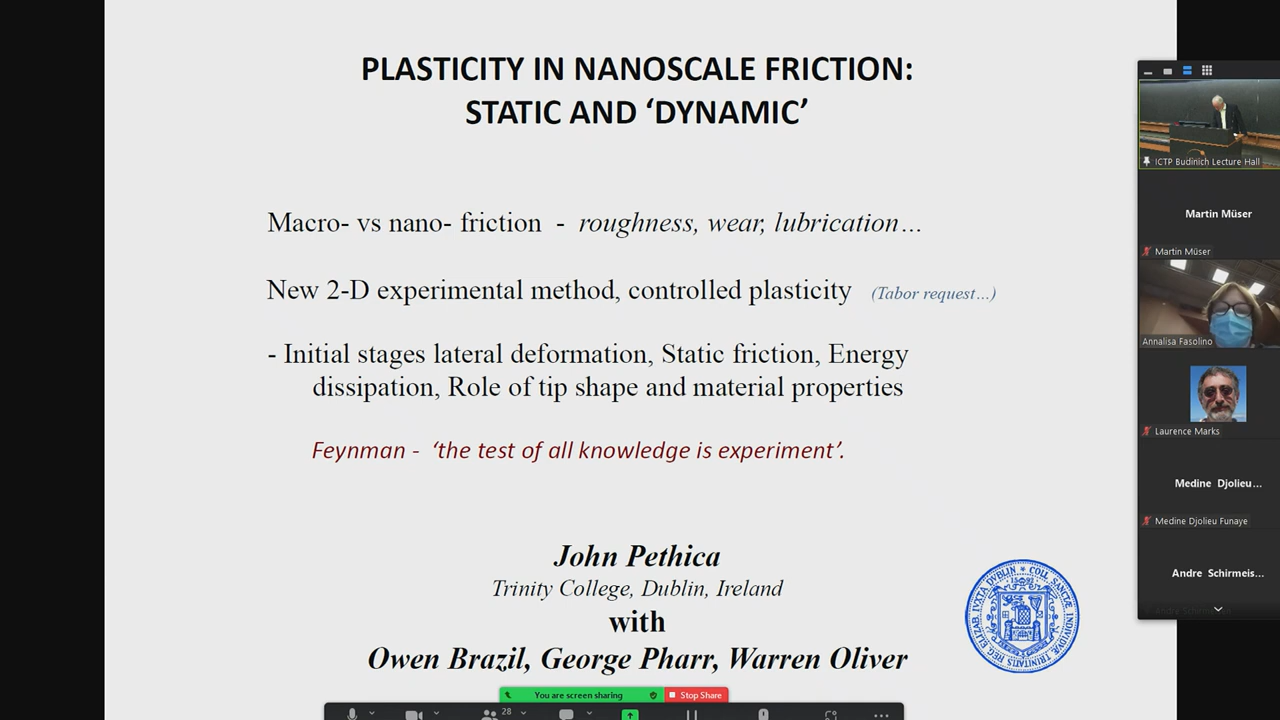 PLASTICITY IN NANOSCALE FRICTION:
STATIC AND ‘DYNAMIC’
Macro- vs nano- friction - roughness, wear, lubrication…
New 2-D experimental method, controlled plasticity (Tabor request…)
- Initial stages lateral deformation, Static friction, Energy
dissipation, Role of tip shape and material properties
Feynman - ‘the test of all knowledge is experiment’.
John Pethica
Trinity College, Dublin, Ireland
with
Owen Brazil, George Pharr, Warren Oliver
ICTP Budinich Lecture Hall
Martin Müser
Martin Müser
Annalisa Fasolino
Laurence Marks
Medine Djolieu...
Medine Djolieu Funaye
Andre Schirmeis...
You are screen sharing
Stop Share
28